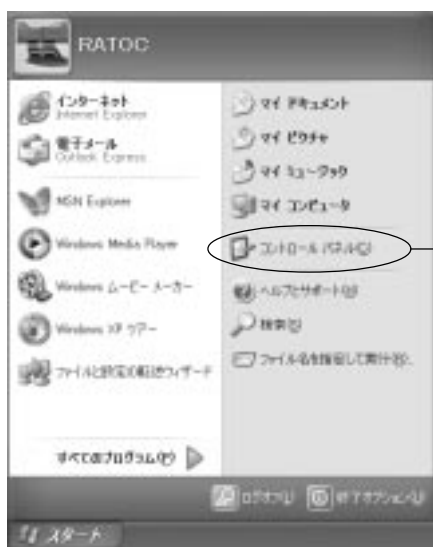 RATOC
インターネット
Internet Explorer
電子メール
Outlook Express
MSN Explorer
Windows Media Player
Windows ムービー メーカー
Windows XP ツアー
ファイルと設定の転送ウィザード
すべてのプログラム(P)
マイ ドキュメント
マイ ピクチャ
マイ ミュージック
マイ コンピュータ
コントロール パネル(C)
ヘルプとサポート(H)
検索(S)
ファイル名を指定して実行(R)...
ログオフ(L)
終了オプション(U)
スタート